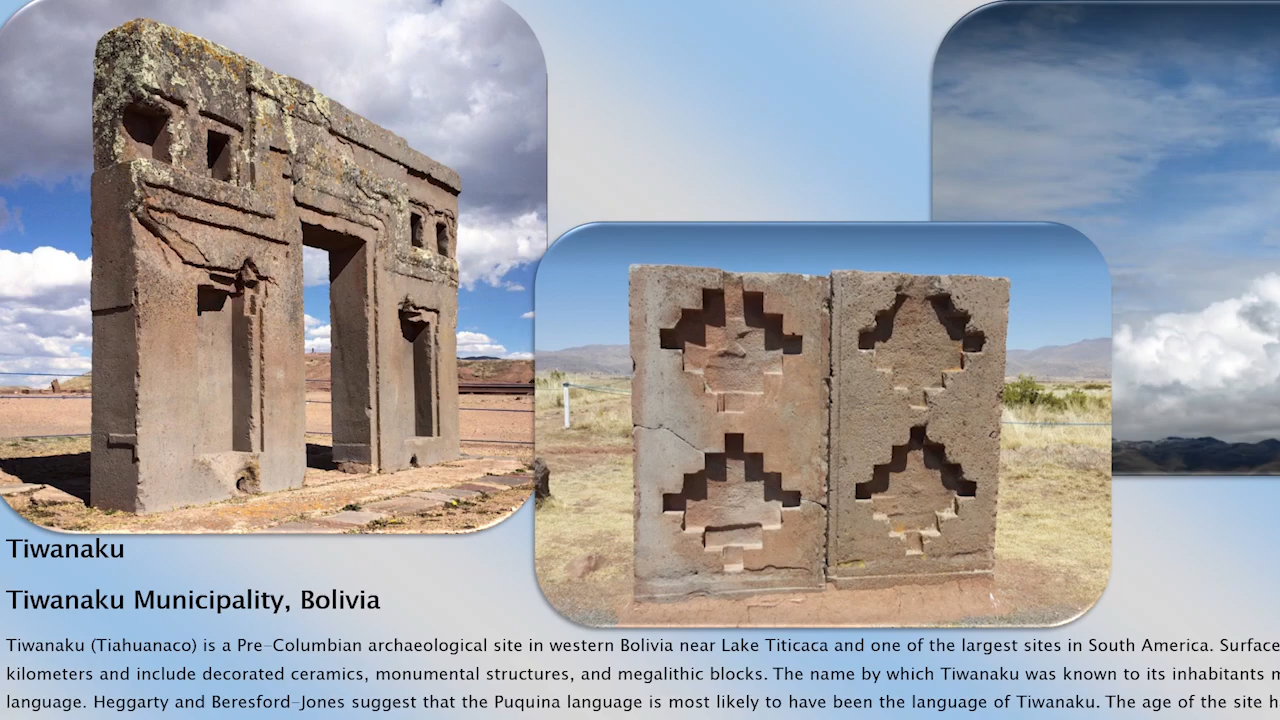 Tiwanaku
Tiwanaku Municipality, Bolivia
Tiwanaku (Tiahuanaco) is a Pre-Columbian archaeological site in western Bolivia near Lake Titicaca and one of the largest sites in South America. Surface
kilometers and include decorated ceramics, monumental structures, and megalithic blocks. The name by which Tiwanaku was known to its inhabitants
language. Heggarty and Beresford-Jones suggest that the Puquina language is most likely to have been the language of Tiwanaku. The age of the site